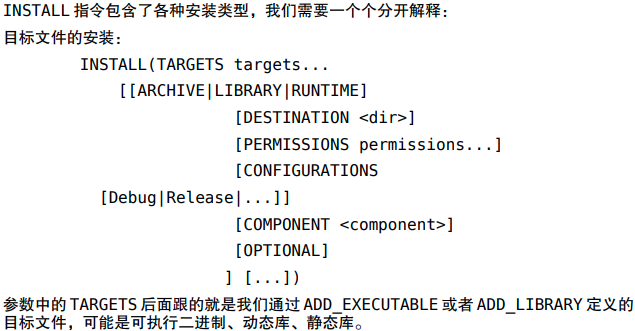 INSTALL 指令包含了各种安装类型，我们需要一个个分开解释：
目标文件的安装：
INSTALL(TARGETS targets...
[[ARCHIVE|LIBRARY|RUNTIME]
[DESTINATION <dir>]
[PERMISSIONS permissions...]
[CONFIGURATIONS
[Debug|Release|...]]
[COMPONENT <component>]
[OPTIONAL]
] [...])
参数中的 TARGETS 后面跟的就是我们通过 ADD_EXECUTABLE 或者 ADD_LIBRARY 定义的
目标文件，可能是可执行二进制、动态库、静态库。